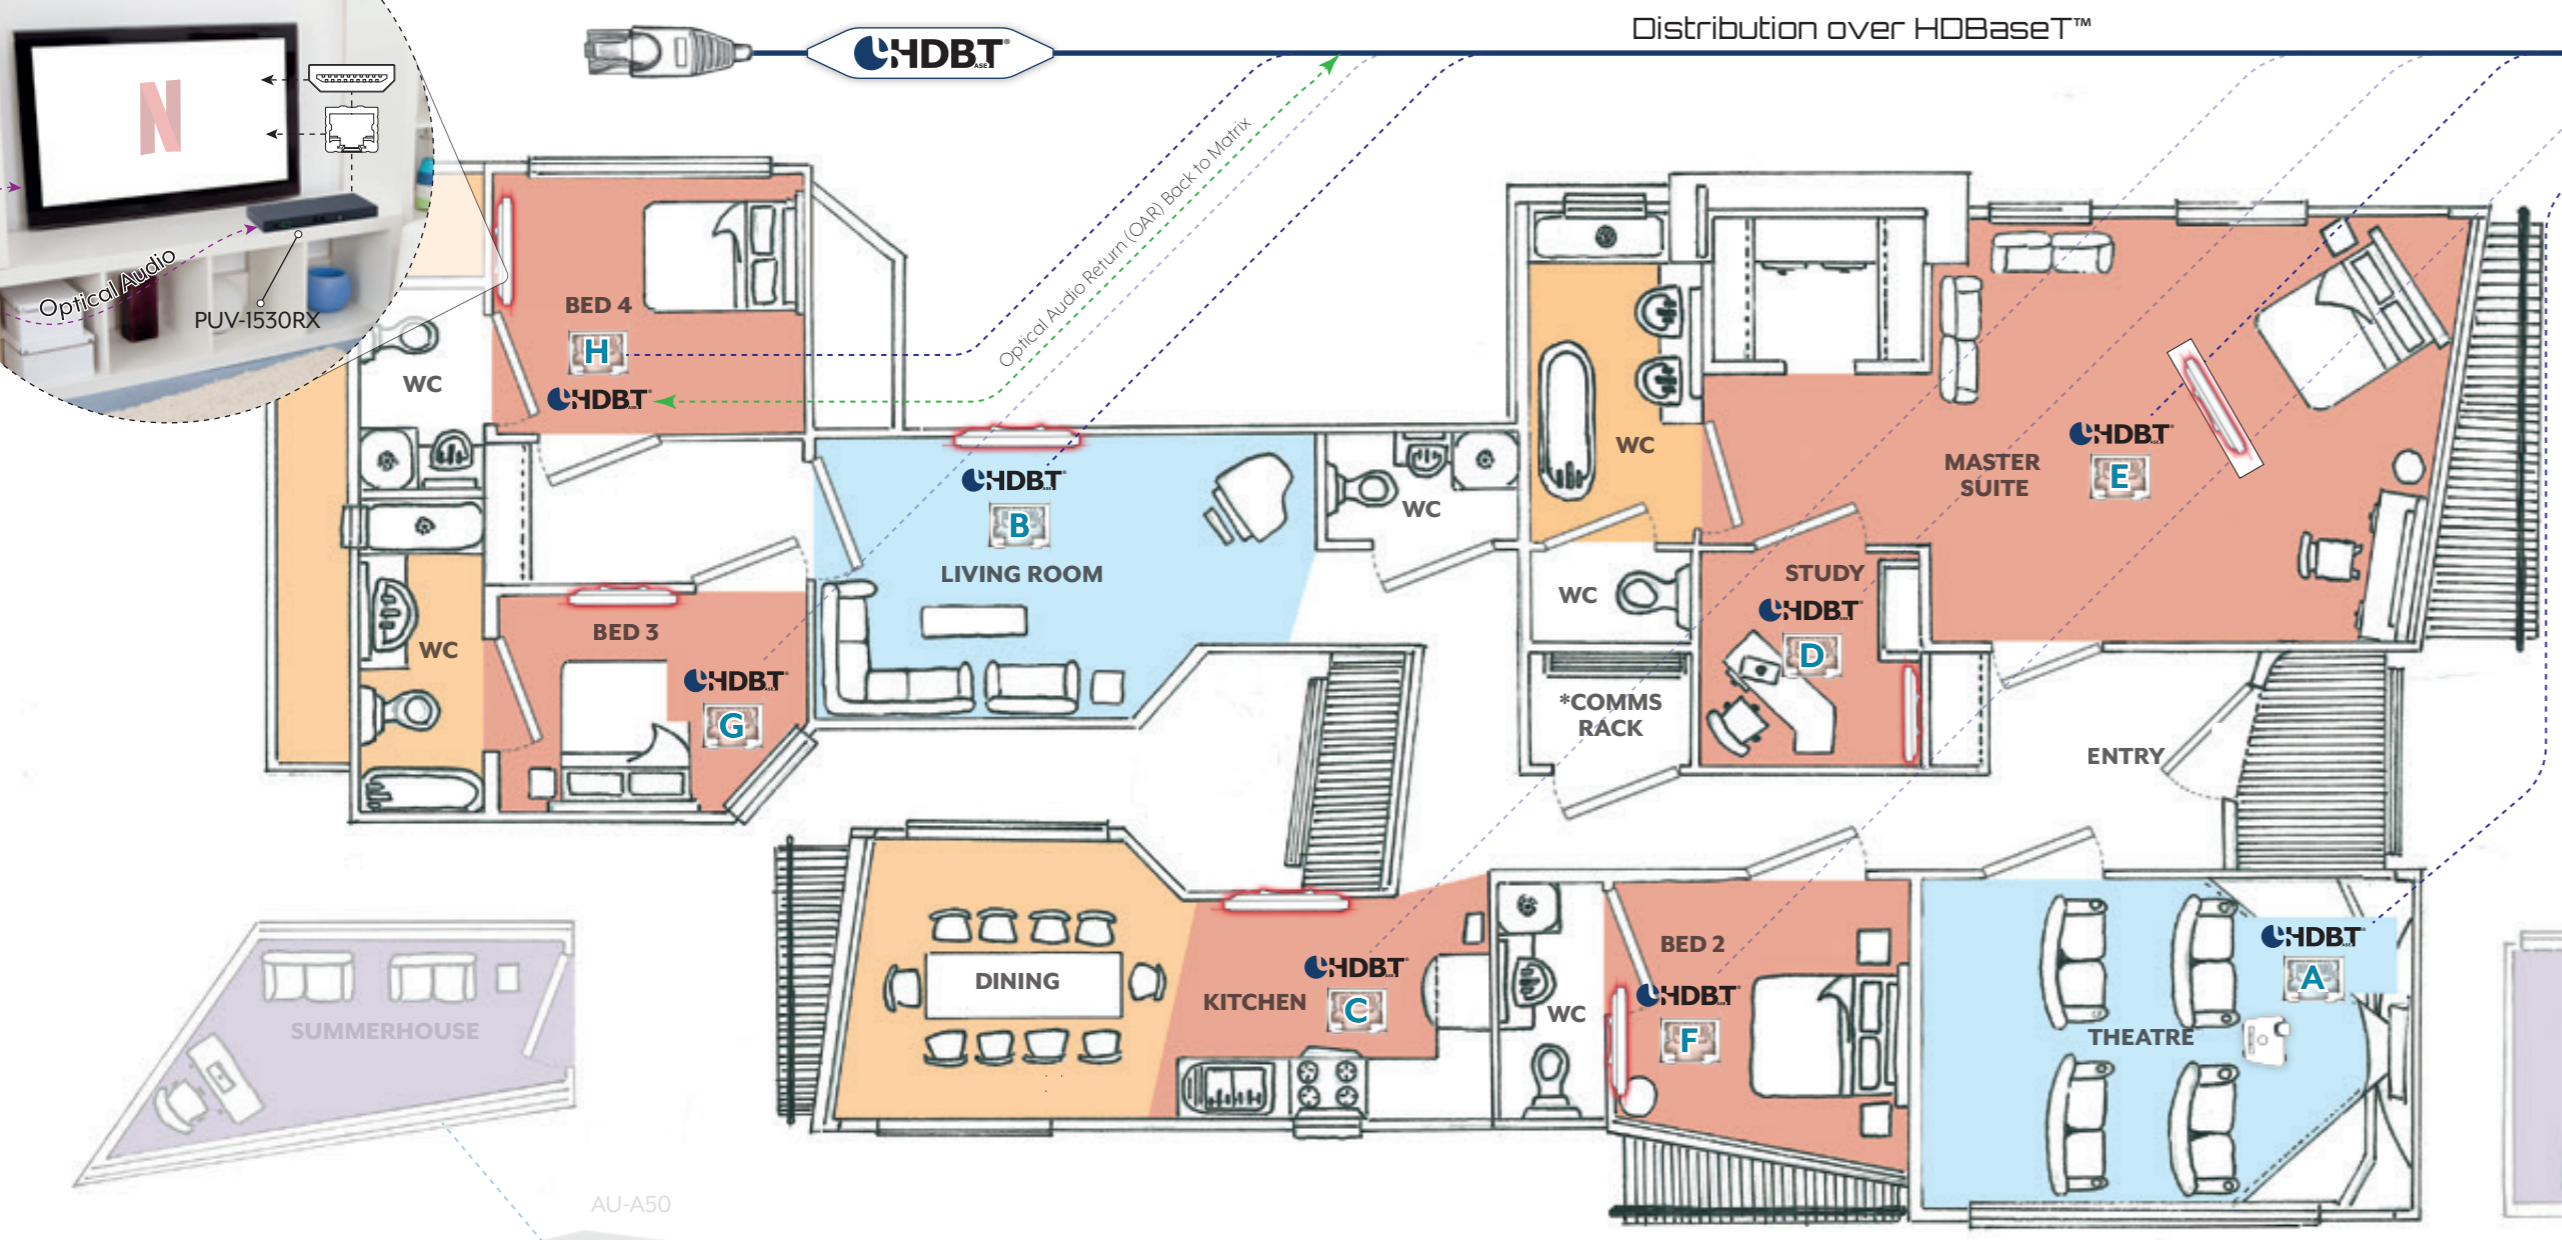 Distribution over HDBaseT™
HDBT®
ASE
N
Optical Audio
PUV-1530RX
Optical Audio Return (OAR) Back to Matrix
BED 4
H
HDBT®
WC
WC
BED 3
HDBT®
G
HDBT®
B
LIVING ROOM
WC
WC
WC
*COMMS
RACK
STUDY
HDBT®
D
MASTER
SUITE
HDBT®
E
ENTRY
DINING
KITCHEN
HDBT®
C
WC
BED 2
HDBT®
F
THEATRE
HDBT®
A
SUMMERHOUSE
AU-A50